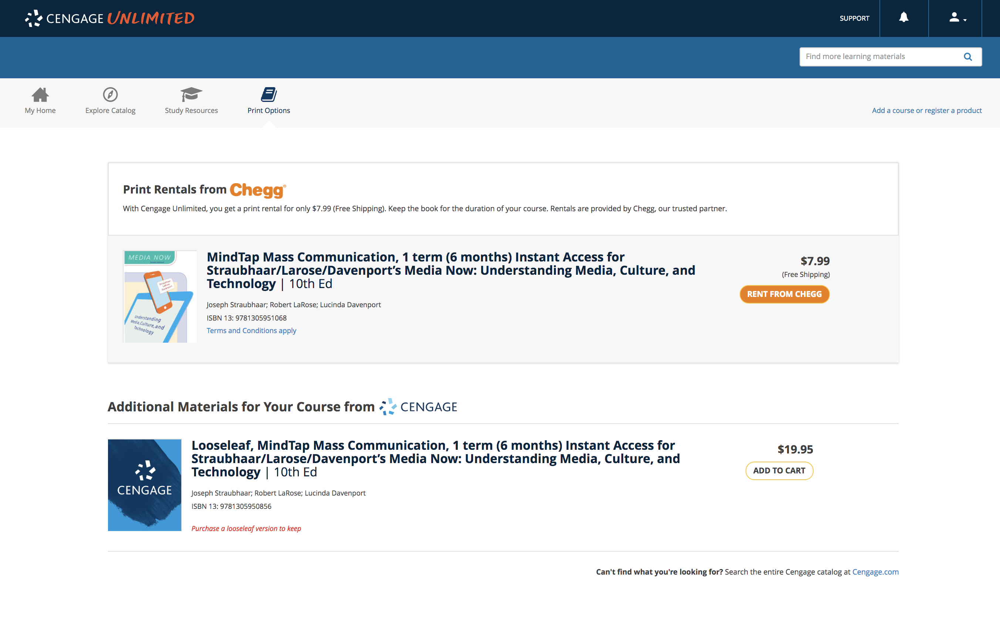 CENGAGE UNLIMITED
SUPPORT
Find more learning materials
My Home
Explore Catalog
Study Resources
Print Options
Add a course or register a product
Print Rentals from Chegg®
With Cengage Unlimited, you get a print rental for only $7.99 (Free Shipping). Keep the book for the duration of your course. Rentals are provided by Chegg, our trusted partner.
MEDIA NOW
Tenth Edition
Straubhaar
LaRose
Davenport
Understanding
Media, Culture, and
Technology
MindTap Mass Communication, 1 term (6 months) Instant Access for
Straubhaar/Larose/Davenport’s Media Now: Understanding Media, Culture, and
Technology | 10th Ed
Joseph Straubhaar; Robert LaRose; Lucinda Davenport
ISBN 13: 9781305951068
Terms and Conditions apply
$7.99
(Free Shipping)
RENT FROM CHEGG
Additional Materials for Your Course from CENGAGE
CENGAGE
Looseleaf, MindTap Mass Communication, 1 term (6 months) Instant Access for
Straubhaar/Larose/Davenport’s Media Now: Understanding Media, Culture, and
Technology | 10th Ed
Joseph Straubhaar; Robert LaRose; Lucinda Davenport
ISBN 13: 9781305950856
Purchase a looseleaf version to keep
$19.95
ADD TO CART
Can't find what you're looking for? Search the entire Cengage catalog at Cengage.com